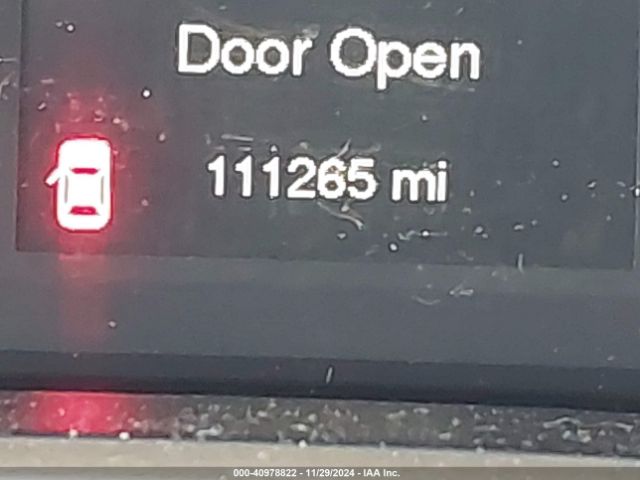 Door Open
111265 mi
000-40978822 - 11/29/2024 - IAA Inc.